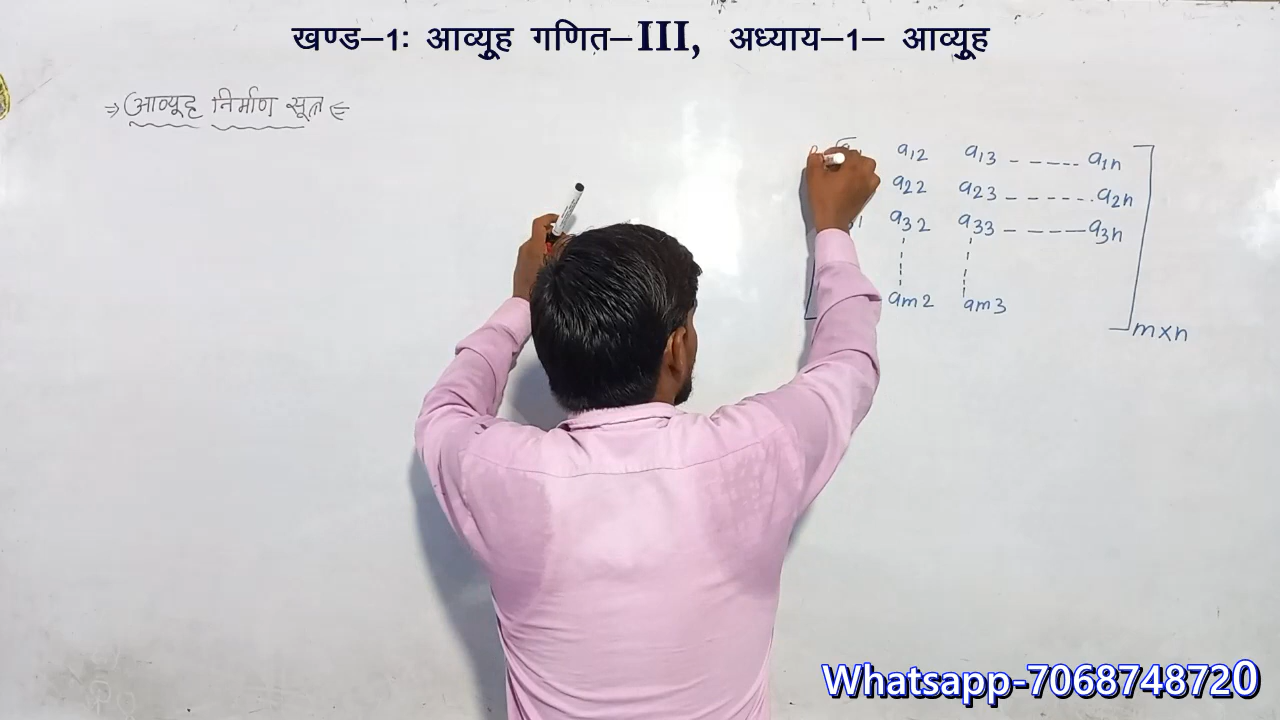 खण्ड–1ः आव्यूह गणित–III, अध्याय–1– आव्यूह
⇒ आव्यूह निर्माण सूत्र ⇐
a12 a13 - - - - - a1n
a22 a23 - - - - - . a2n
a32 a33 - - - - a3n
am2 am3
m×n
Whatsapp-7068748720